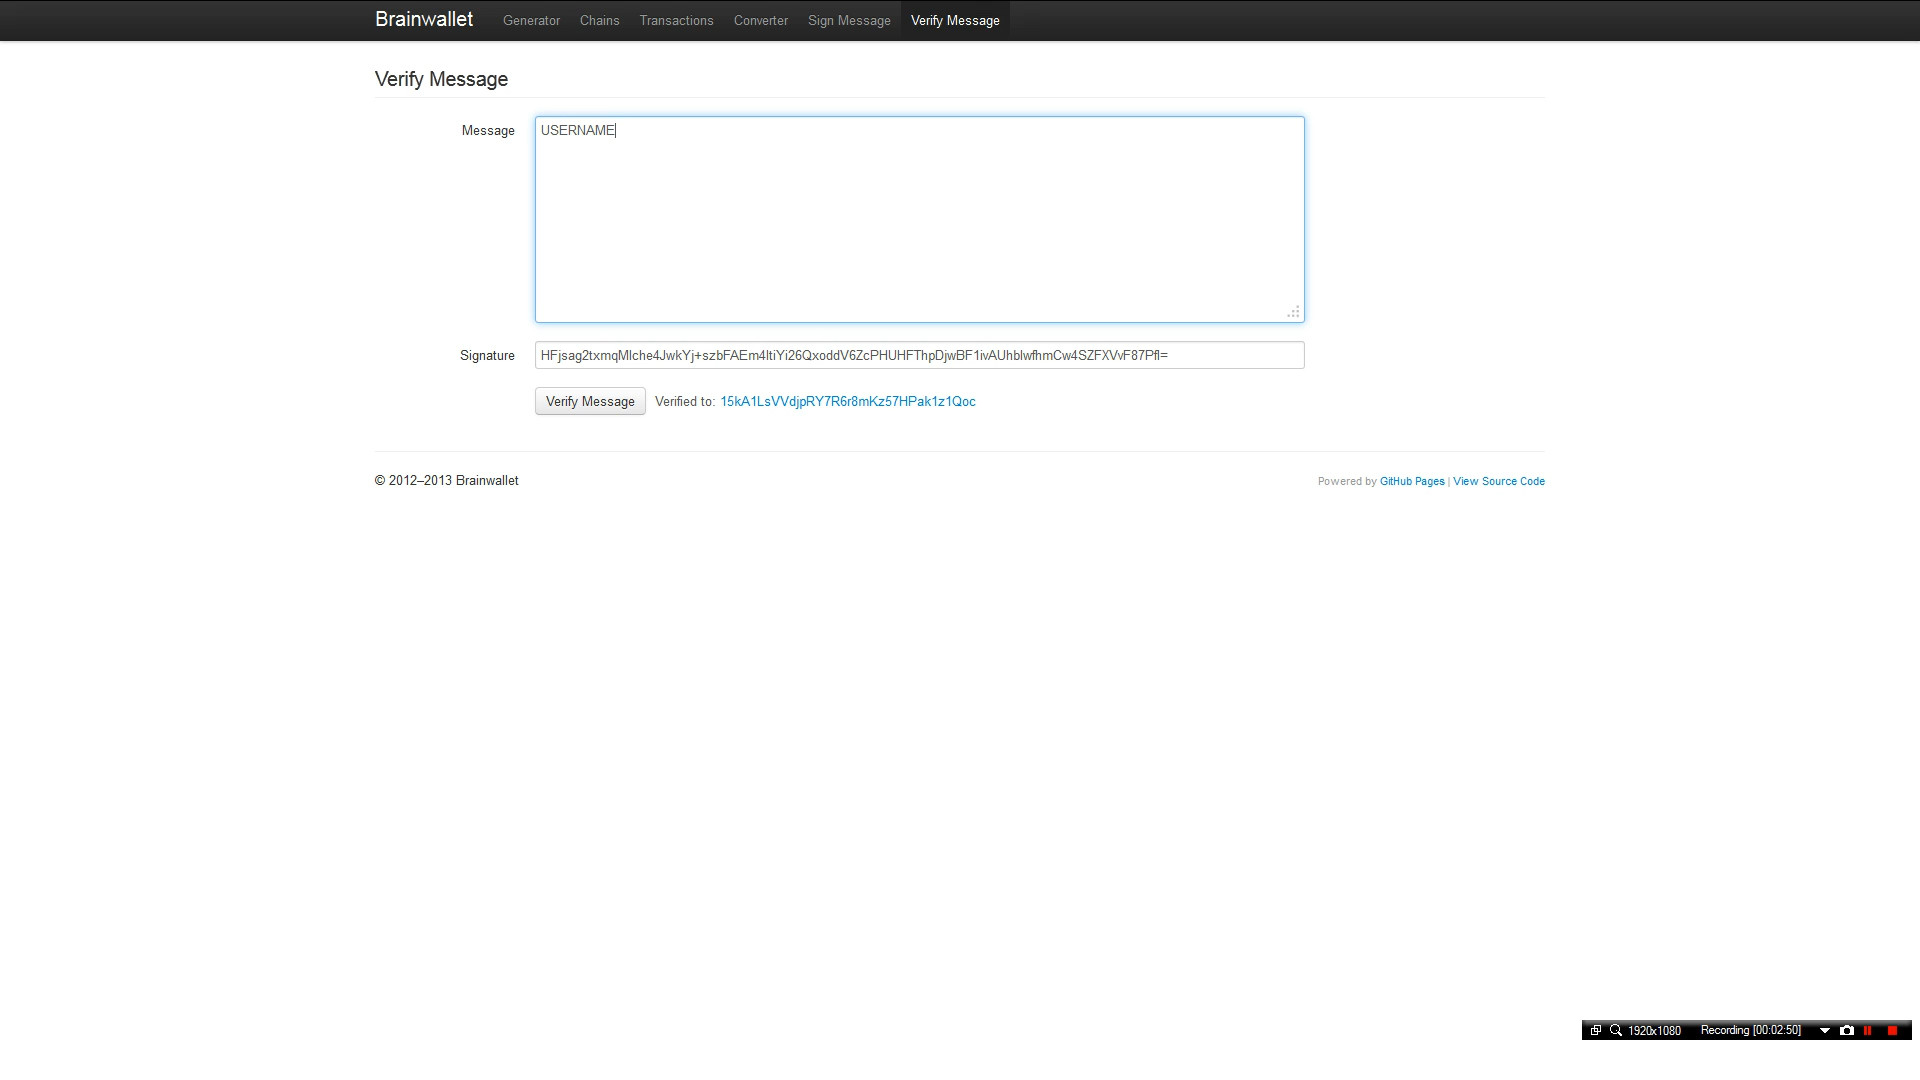 Brainwallet Generator Chains Transactions Converter Sign Message Verify Message
Verify Message
Message USERNAME
Signature HFjsag2txmqMlche4JwkYj+szbFAEm4ltiYi26QxoddV6ZcPHUHFThpDjwBF1ivAUhblwfhmCw4SZFXVvF87Pfl=
Verify Message Verified to: 15kA1LsVVdjpRY7R6r8mKz57HPak1z1Qoc
© 2012–2013 Brainwallet Powered by GitHub Pages | View Source Code
1920x1080 Recording [00:02:50]